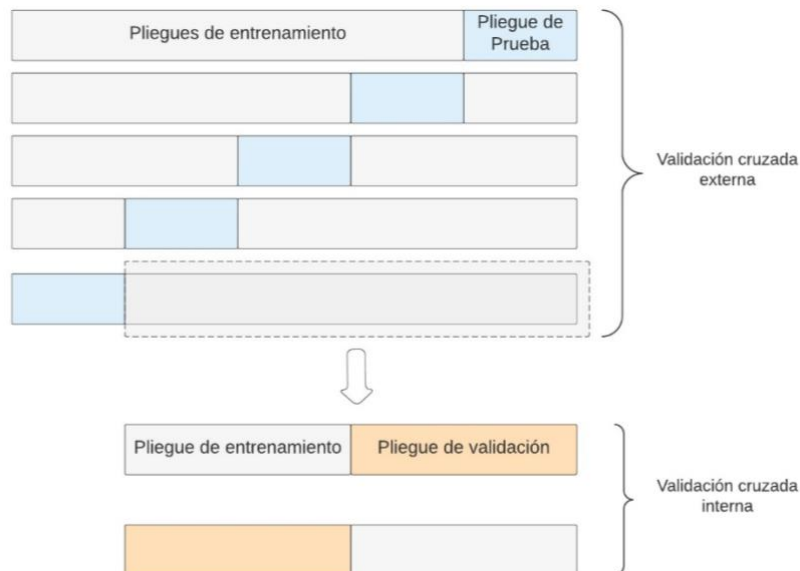 Pliegues de entrenamiento
Pliegue de
Prueba
Validación cruzada
externa
Pliegue de entrenamiento
Pliegue de validación
Validación cruzada
interna